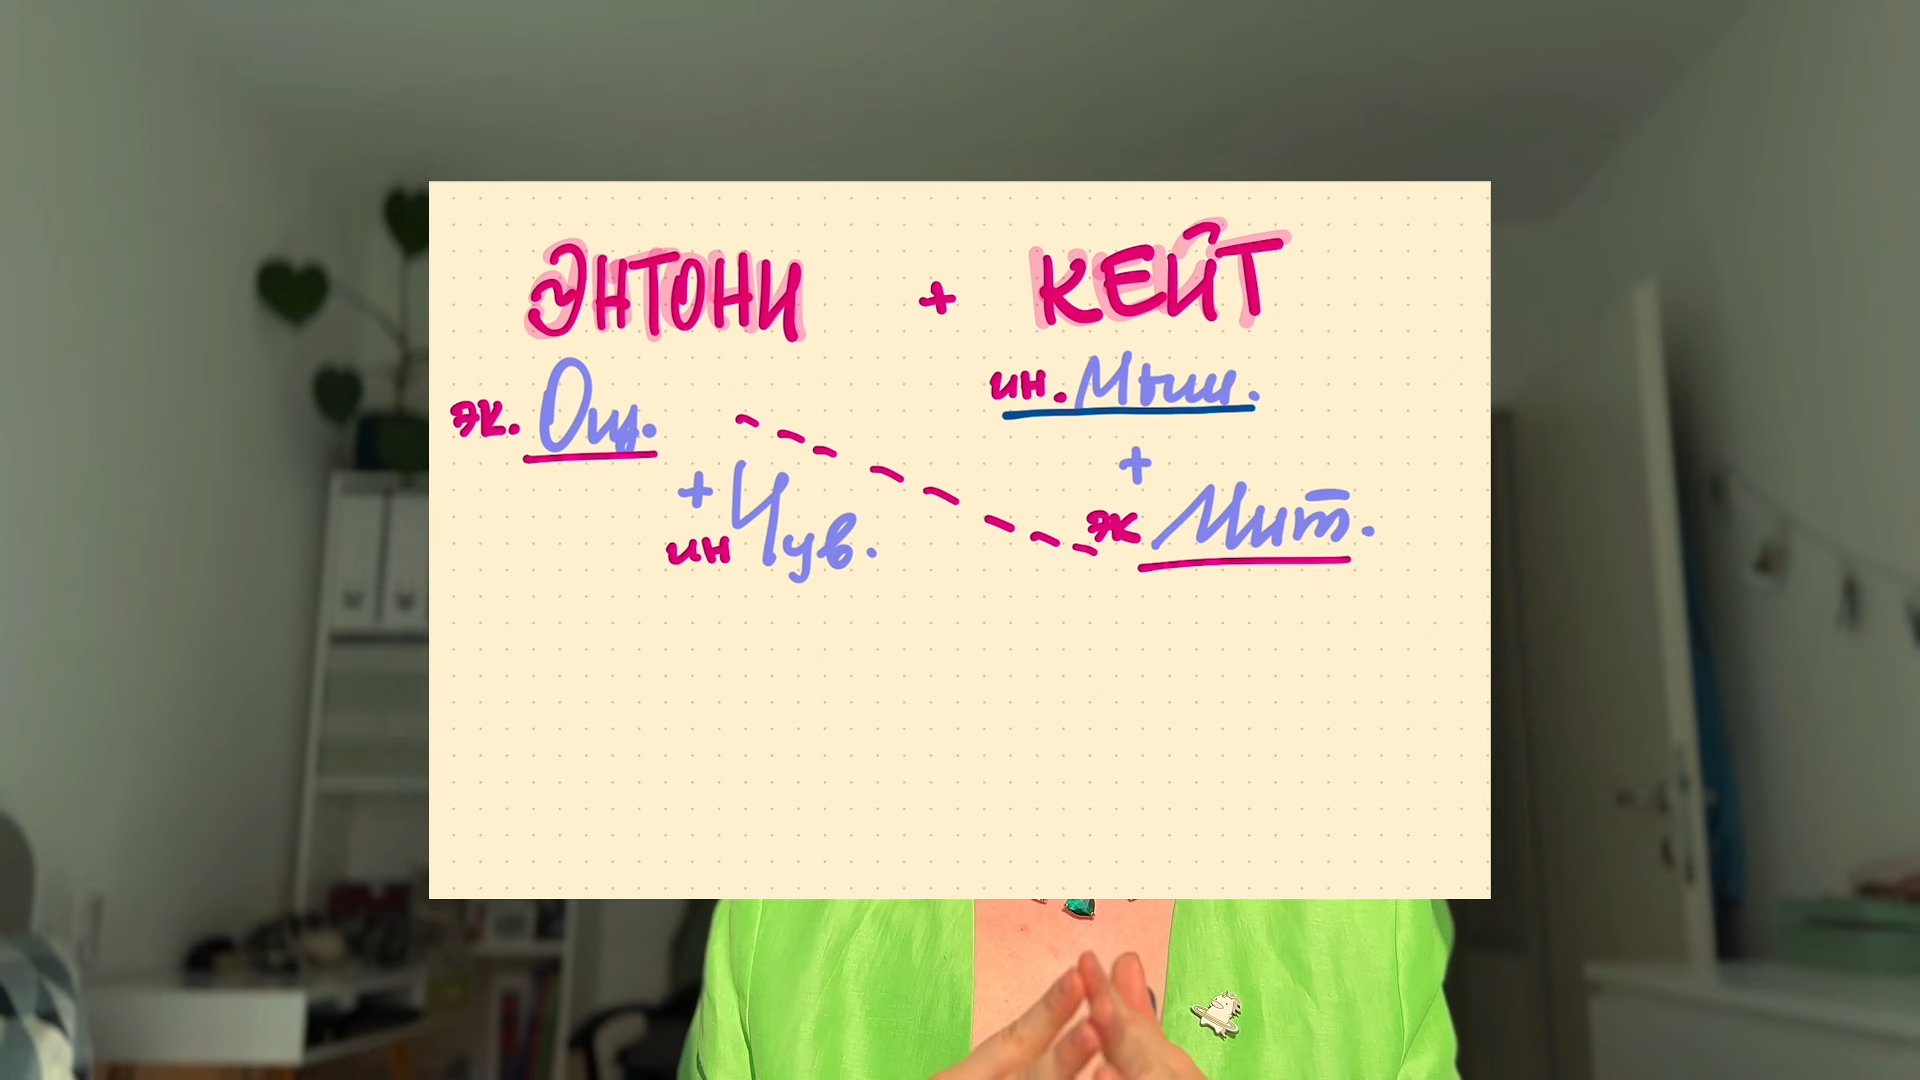 ЭНТОНИ + КЕЙТ
эк. Ощ.
+ ин Чув.
ин. Мыш.
+
эк Инт.